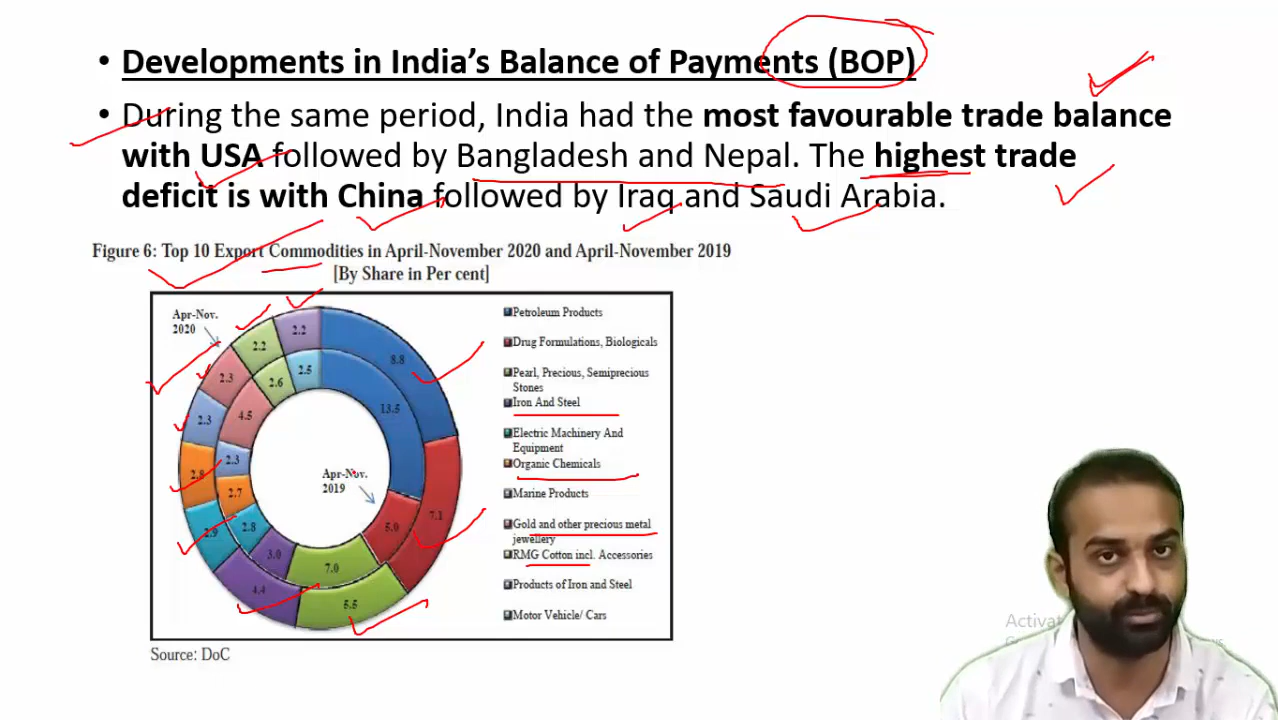 • Developments in India's Balance of Payments (BOP)
• During the same period, India had the most favourable trade balance
with USA followed by Bangladesh and Nepal. The highest trade
deficit is with China followed by Iraq and Saudi Arabia.
Figure 6: Top 10 Export Commodities in April-November 2020 and April-November 2019
[By Share in Per cent]
Apr-Nov.
2020
2.2
2.2
8.8
2.3
2.6
2.5
2.3
4.5
13.5
2.8
2.3
2.7
Apr-Nov.
2019
2.9
2.8
5.0
7.1
3.0
7.0
4.4
5.5
Petroleum Products
Drug Formulations, Biologicals
Pearl, Precious, Semiprecious
Stones
Iron And Steel
Electric Machinery And
Equipment
Organic Chemicals
Marine Products
Gold and other precious metal
jewellery
RMG Cotton incl. Accessories
Products of Iron and Steel
Motor Vehicle/ Cars
Source: DoC
Activat